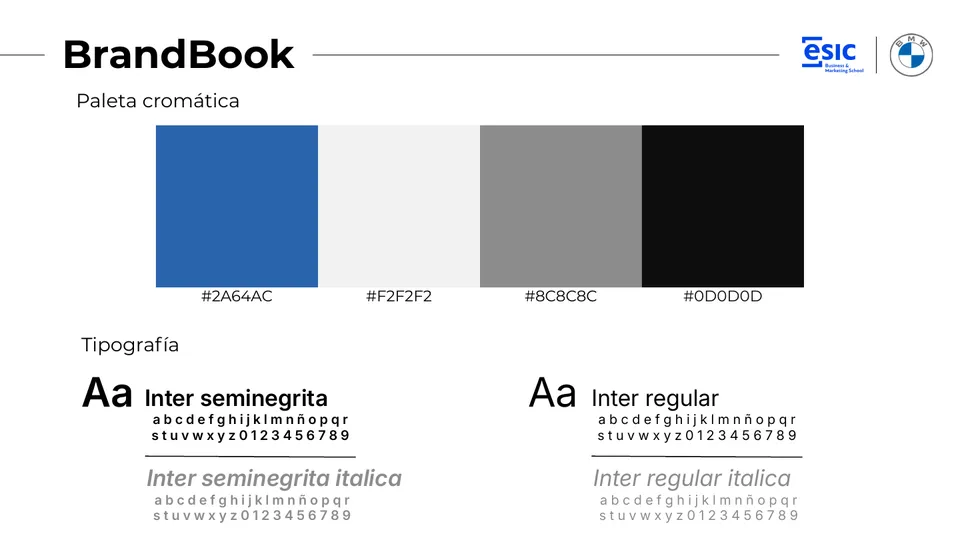 BrandBook
esic
Business &
Marketing School
BMW
Paleta cromática
#2A64AC
#F2F2F2
#8C8C8C
#0D0D0D
Tipografía
Aa
Inter seminegrita
a b c d e f g h i j k l m n ñ o p q r
s t u v w x y z 0 1 2 3 4 5 6 7 8 9
Inter seminegrita italica
a b c d e f g h i j k l m n ñ o p q r
s t u v w x y z 0 1 2 3 4 5 6 7 8 9
Aa
Inter regular
a b c d e f g h i j k l m n ñ o p q r
s t u v w x y z 0 1 2 3 4 5 6 7 8 9
Inter regular italica
a b c d e f g h i j k l m n ñ o p q r
s t u v w x y z 0 1 2 3 4 5 6 7 8 9